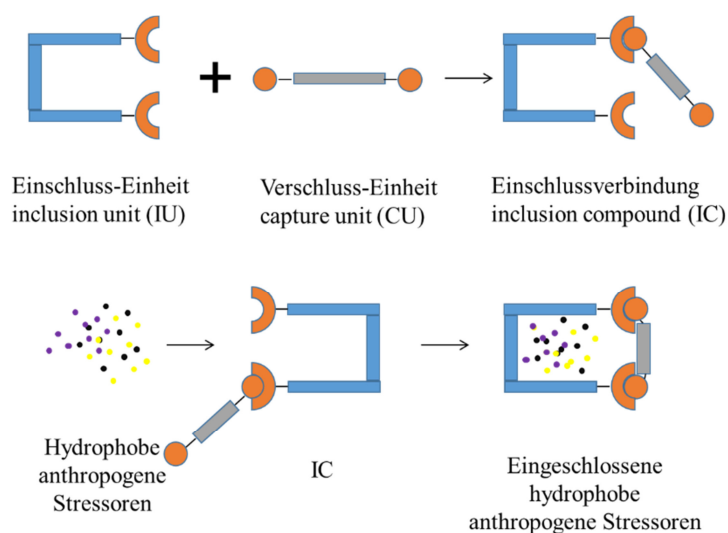 Einschluss-Einheit
inclusion unit (IU)
Verschluss-Einheit
capture unit (CU)
Einschlussverbindung
inclusion compound (IC)
Hydrophobe
anthropogene
Stressoren
IC
Eingeschlossene
hydrophobe
anthropogene Stressoren